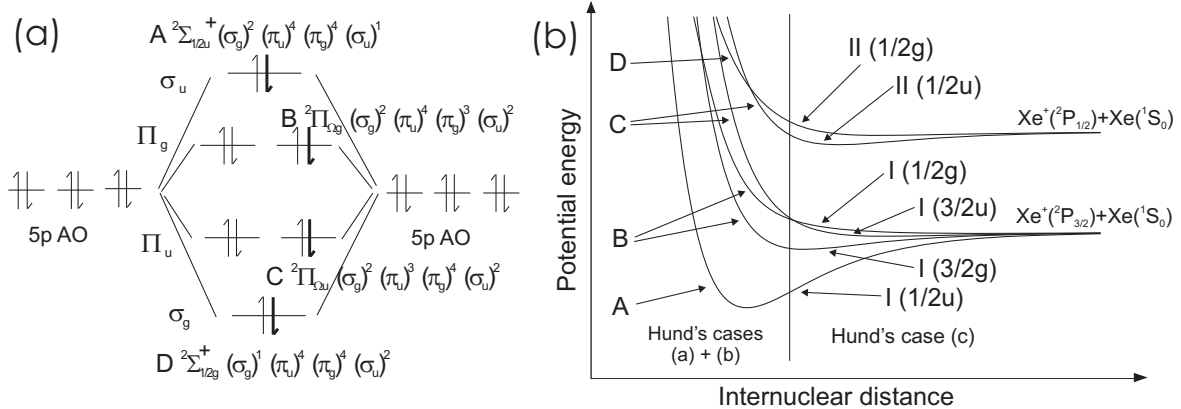 (a)
A ²Σ⁺₁/₂ᵤ (σg)² (πu)⁴ (πg)⁴ (σu)¹
σu
B ²ΠΩg (σg)² (πu)⁴ (πg)³ (σu)²
Πg
5p AO
5p AO
Πu
C ²ΠΩu (σg)² (πu)³ (πg)⁴ (σu)²
σg
D ²Σ⁺₁/₂g (σg)¹ (πu)⁴ (πg)⁴ (σu)²
(b)
Potential energy
D
C
B
A
II (1/2g)
II (1/2u)
Xe⁺(²P₁/₂)+Xe(¹S₀)
I (1/2g)
I (3/2u)
Xe⁺(²P₃/₂)+Xe(¹S₀)
I (3/2g)
I (1/2u)
Hund's cases
(a) + (b)
Hund's case (c)
Internuclear distance